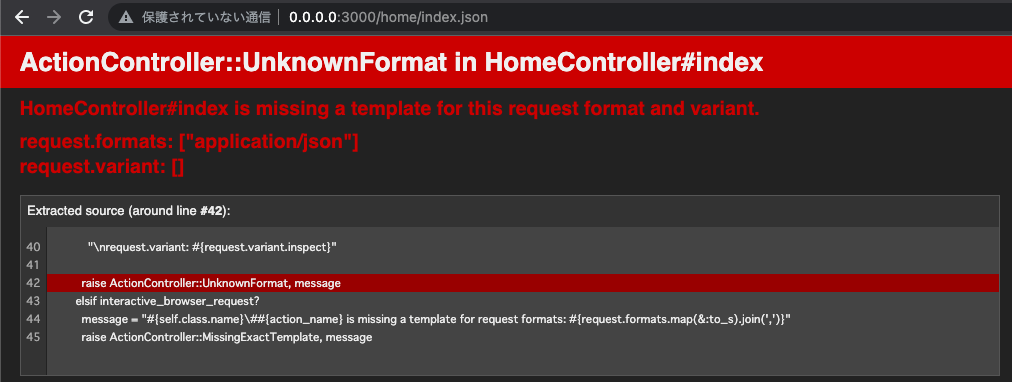 保護されていない通信 | 0.0.0.0:3000/home/index.json
ActionController::UnknownFormat in HomeController#index
HomeController#index is missing a template for this request format and variant.
request.formats: ["application/json"]
request.variant: []
Extracted source (around line #42):
40 "\nrequest.variant: #{request.variant.inspect}"
41
42 raise ActionController::UnknownFormat, message
43 elsif interactive_browser_request?
44 message = "#{self.class.name}\##{action_name} is missing a template for request formats: #{request.formats.map(&:to_s).join(',')}"
45 raise ActionController::MissingExactTemplate, message